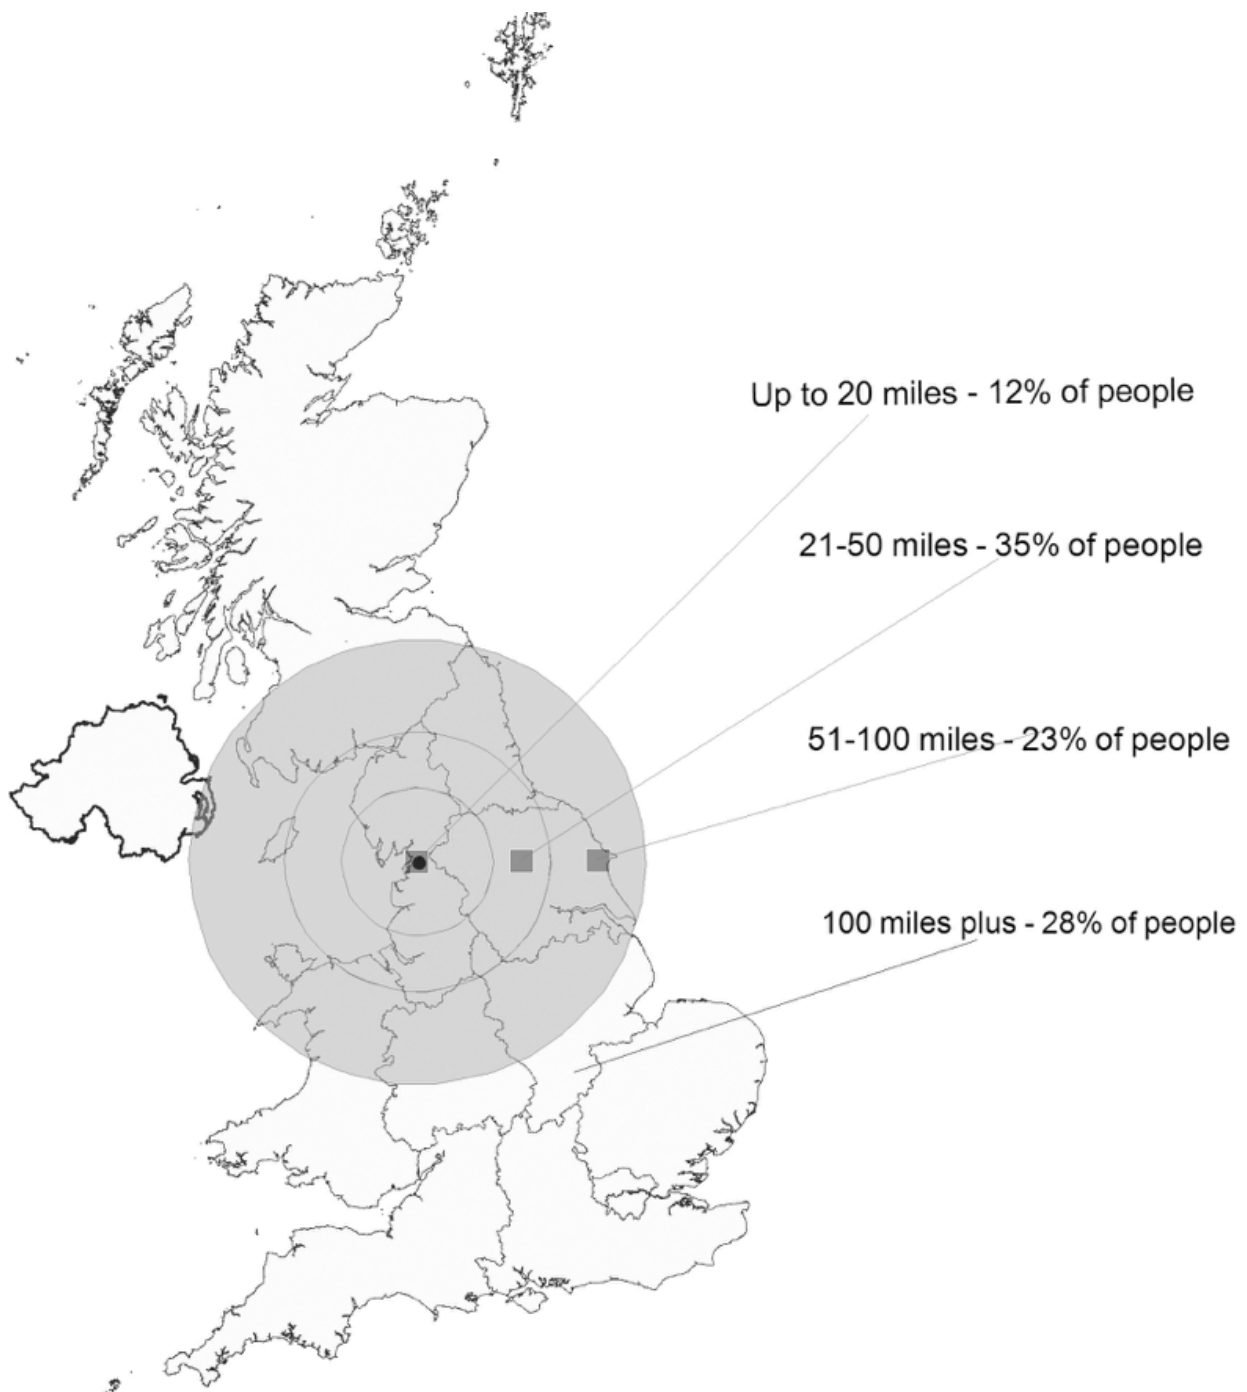 Up to 20 miles - 12% of people
21-50 miles - 35% of people
51-100 miles - 23% of people
100 miles plus - 28% of people